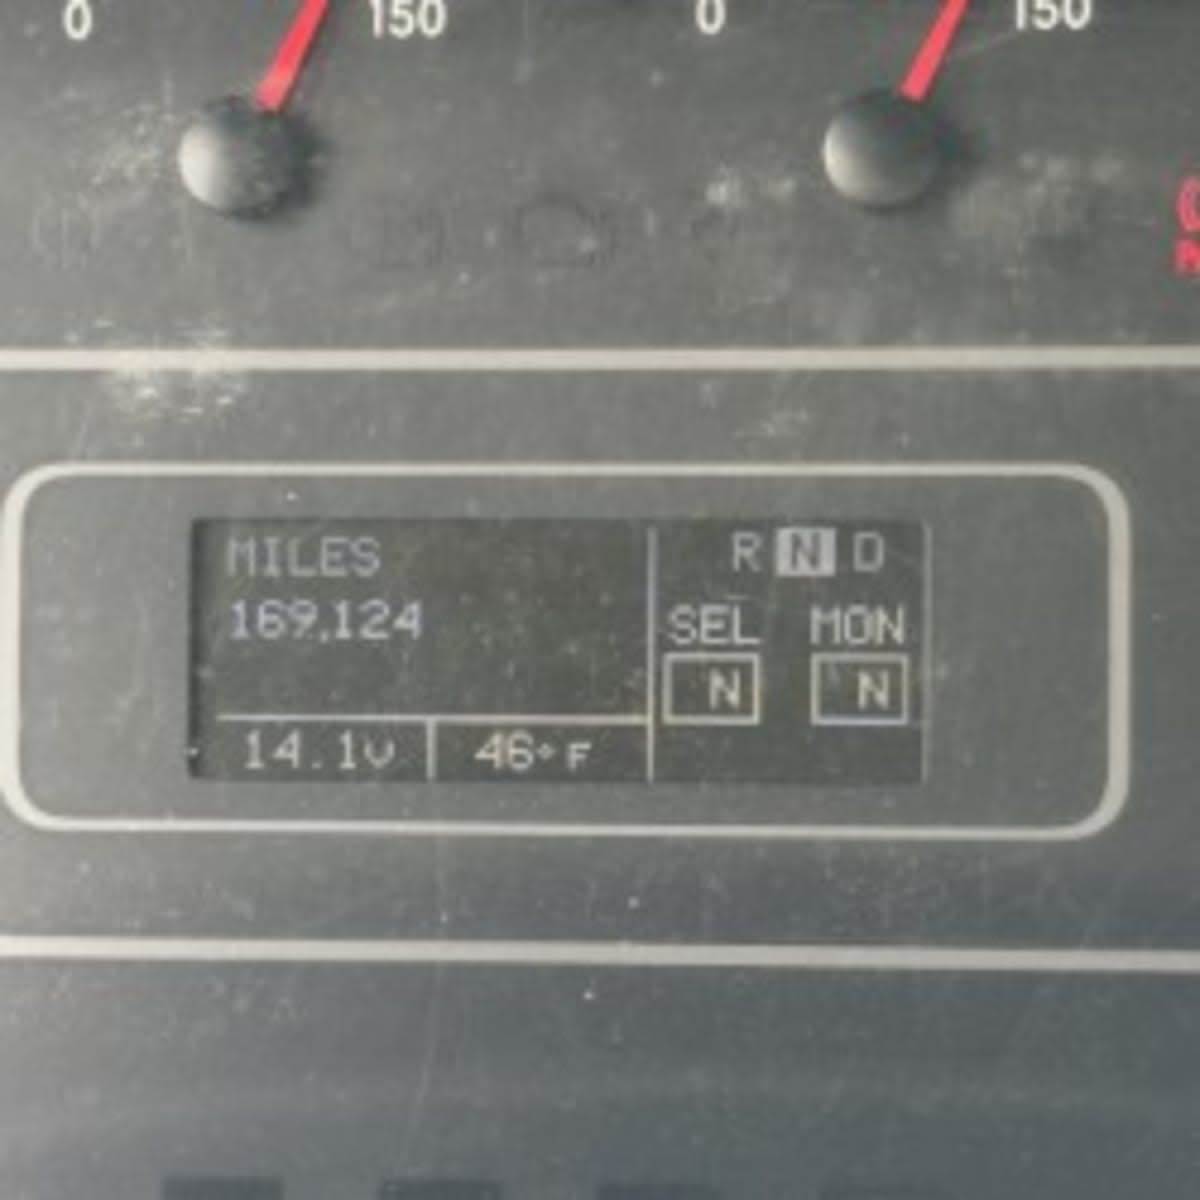 0 150 0 150
MILES
169,124
14.1V 46° F
R N D
SEL MON
N N